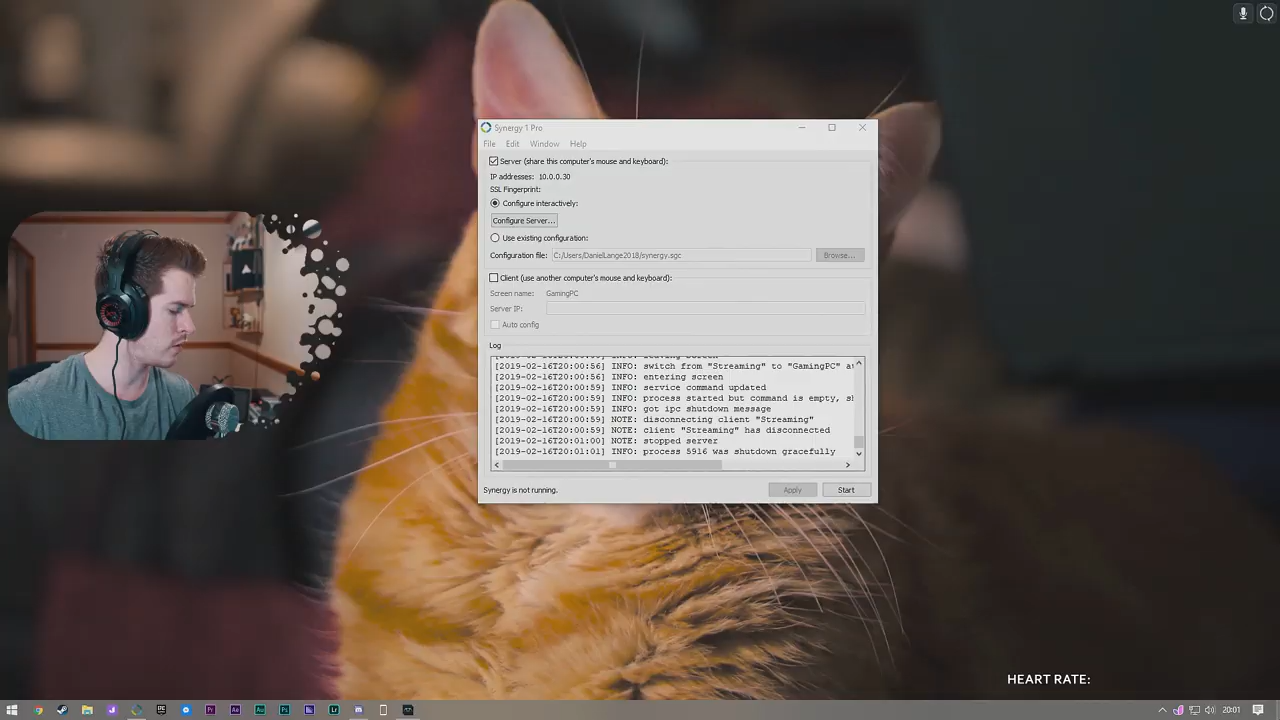 Synergy 1 Pro
File Edit Window Help
Server (share this computer's mouse and keyboard):
IP addresses: 10.0.0.30
SSL Fingerprint:
Configure interactively:
Configure Server...
Use existing configuration:
Configuration file: C:/Users/DanielLange2018/synergy.sgc Browse...
Client (use another computer's mouse and keyboard):
Screen name: GamingPC
Server IP:
Auto config
Log
[2019-02-16T20:00:56] INFO: switch from "Streaming" to "GamingPC" a
[2019-02-16T20:00:56] INFO: entering screen
[2019-02-16T20:00:59] INFO: service command updated
[2019-02-16T20:00:59] INFO: process started but command is empty, s
[2019-02-16T20:00:59] INFO: got ipc shutdown message
[2019-02-16T20:00:59] NOTE: disconnecting client "Streaming"
[2019-02-16T20:00:59] NOTE: client "Streaming" has disconnected
[2019-02-16T20:01:00] NOTE: stopped server
[2019-02-16T20:01:01] INFO: process 5916 was shutdown gracefully
Synergy is not running. Apply Start
HEART RATE:
EPIC Pr Ae Au Ps Lr 20:01